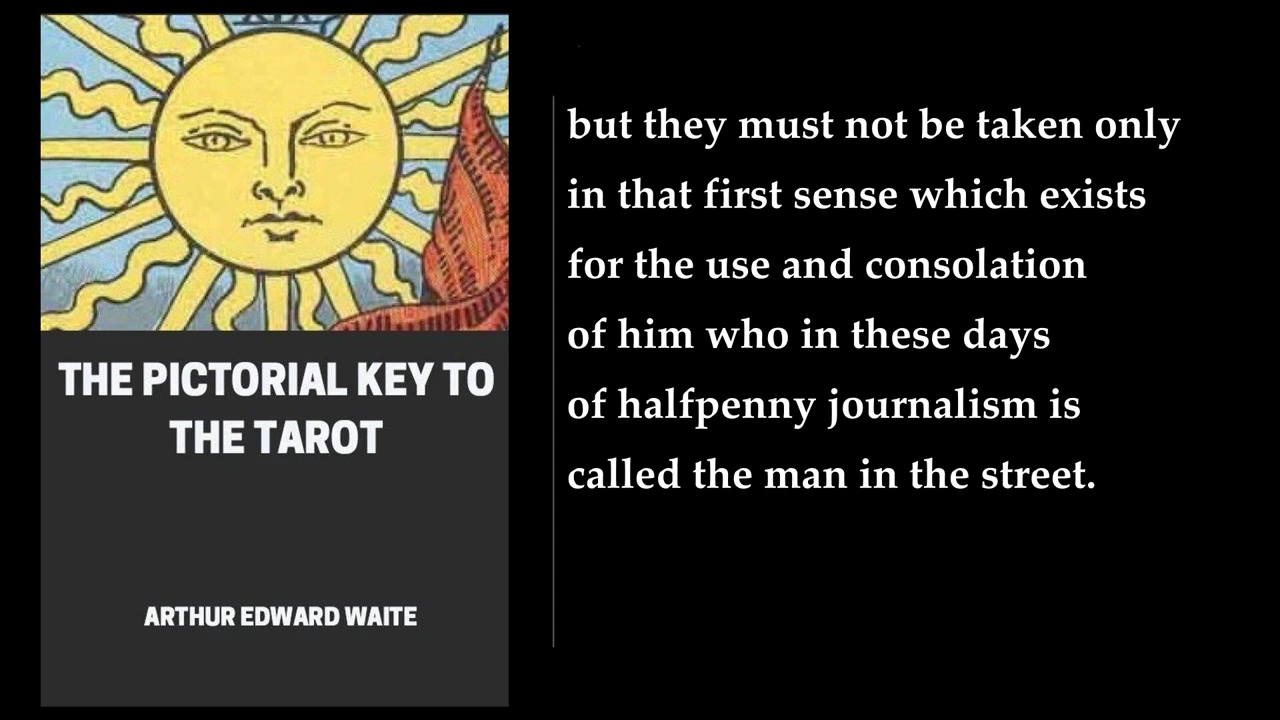 THE PICTORIAL KEY TO
THE TAROT
ARTHUR EDWARD WAITE
but they must not be taken only
in that first sense which exists
for the use and consolation
of him who in these days
of halfpenny journalism is
called the man in the street.